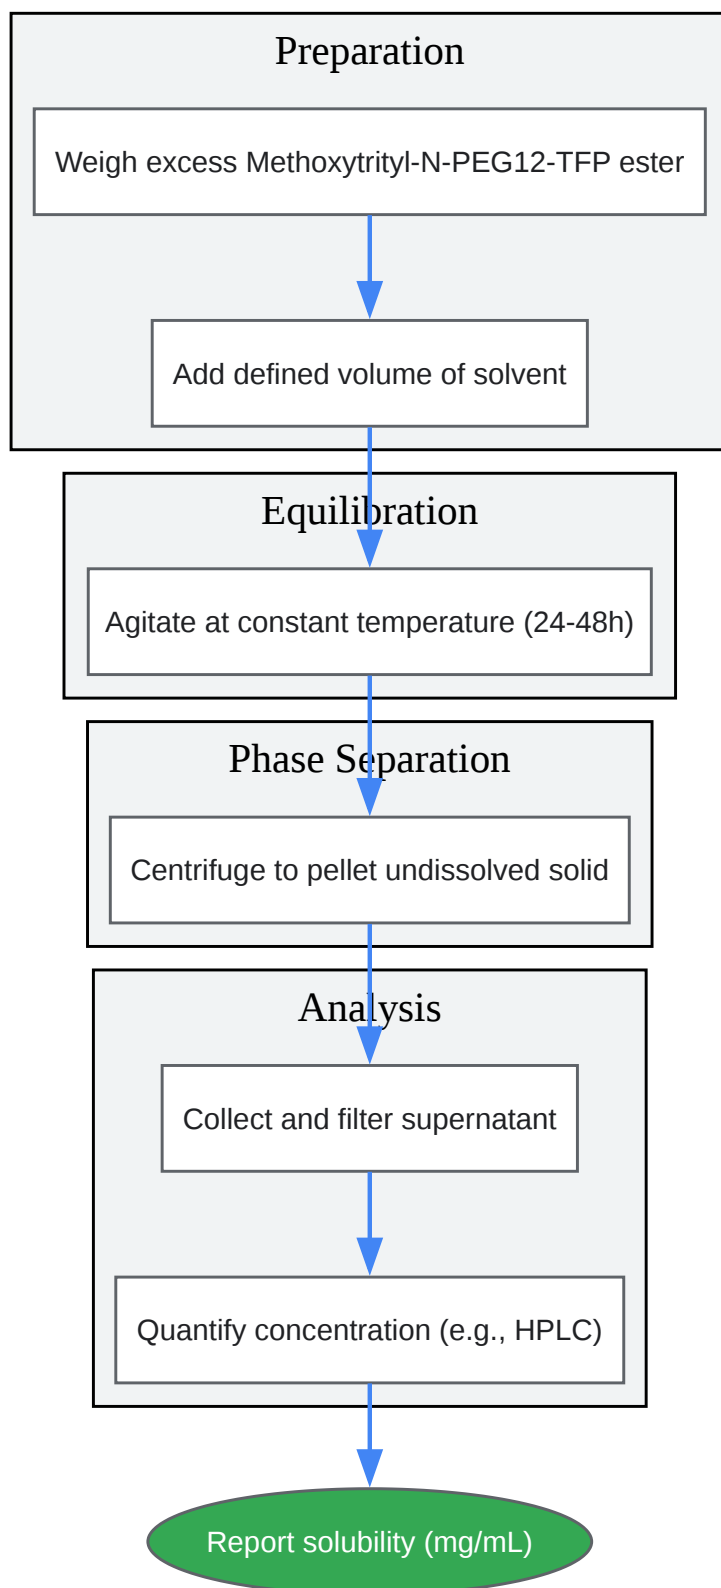 Preparation
Weigh excess Methoxytrityl-N-PEG12-TFP ester
Add defined volume of solvent
Equilibration
Agitate at constant temperature (24-48h)
Phase Separation
Centrifuge to pellet undissolved solid
Analysis
Collect and filter supernatant
Quantify concentration (e.g., HPLC)
Report solubility (mg/mL)